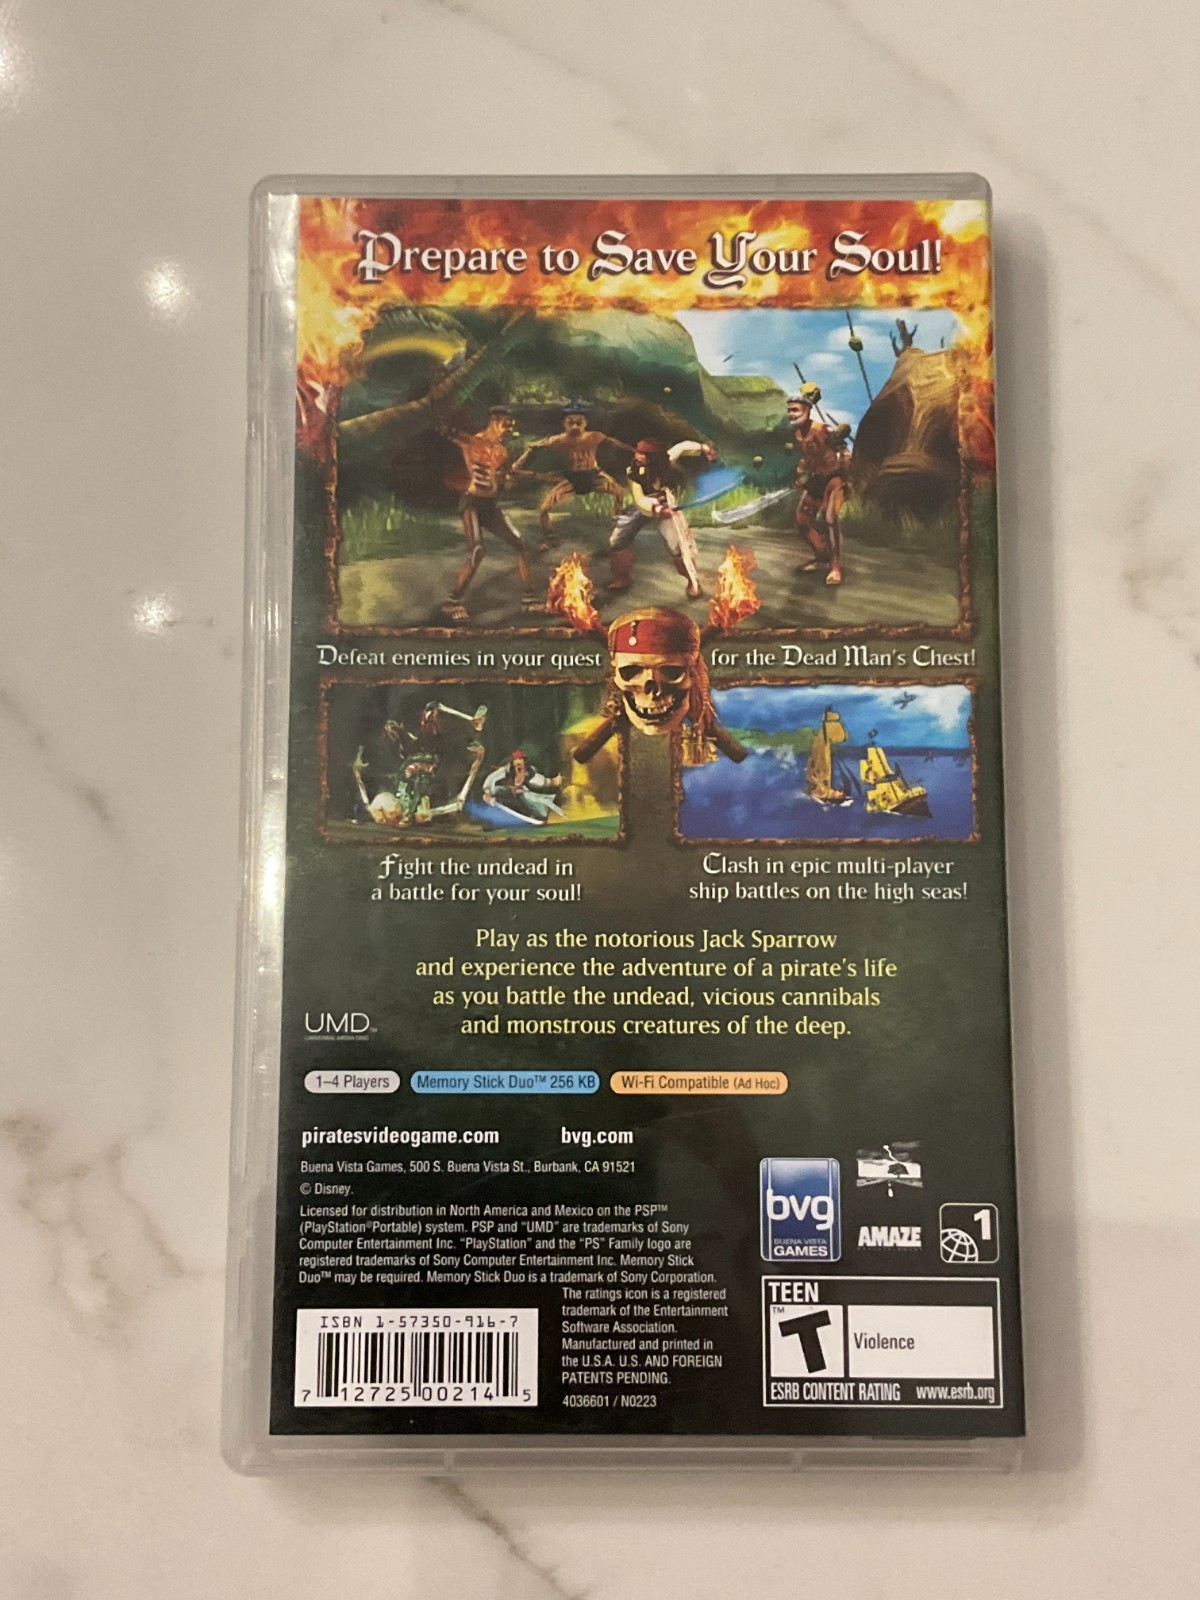 Prepare to Save Your Soul!
Defeat enemies in your quest for the Dead Man's Chest!
Fight the undead in
a battle for your soul!
Clash in epic multi-player
ship battles on the high seas!
Play as the notorious Jack Sparrow
and experience the adventure of a pirate's life
as you battle the undead, vicious cannibals
and monstrous creatures of the deep.
UMD™
1–4 Players
Memory Stick Duo™ 256 KB
Wi-Fi Compatible (Ad Hoc)
piratesvideogame.com
bvg.com
Buena Vista Games, 500 S. Buena Vista St., Burbank, CA 91521
© Disney.
Licensed for distribution in North America and Mexico on the PSP™
(PlayStation®Portable) system. PSP and "UMD" are trademarks of Sony
Computer Entertainment Inc. "PlayStation" and the "PS" Family logo are
registered trademarks of Sony Computer Entertainment Inc. Memory Stick
Duo™ may be required. Memory Stick Duo is a trademark of Sony Corporation.
The ratings icon is a registered
trademark of the Entertainment
Software Association.
Manufactured and printed in
the U.S.A. U.S. AND FOREIGN
PATENTS PENDING.
4036601 / N0223
ISBN 1-57350-916-7
7 12725 00214 5
bvg
BUENA VISTA
GAMES
AMAZE
1
TEEN
T™
Violence
ESRB CONTENT RATING www.esrb.org